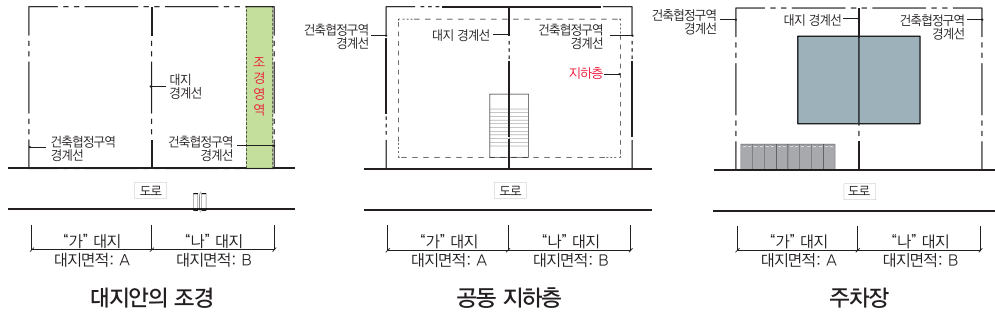 대지
경계선
조경영역
건축협정구역
경계선
건축협정구역
경계선
도로
“가” 대지
대지면적: A
“나” 대지
대지면적: B
대지안의 조경
건축협정구역
경계선
대지 경계선
건축협정구역
경계선
지하층
도로
“가” 대지
대지면적: A
“나” 대지
대지면적: B
공동 지하층
건축협정구역
경계선
대지 경계선
건축협정구역
경계선
도로
“가” 대지
대지면적: A
“나” 대지
대지면적: B
주차장